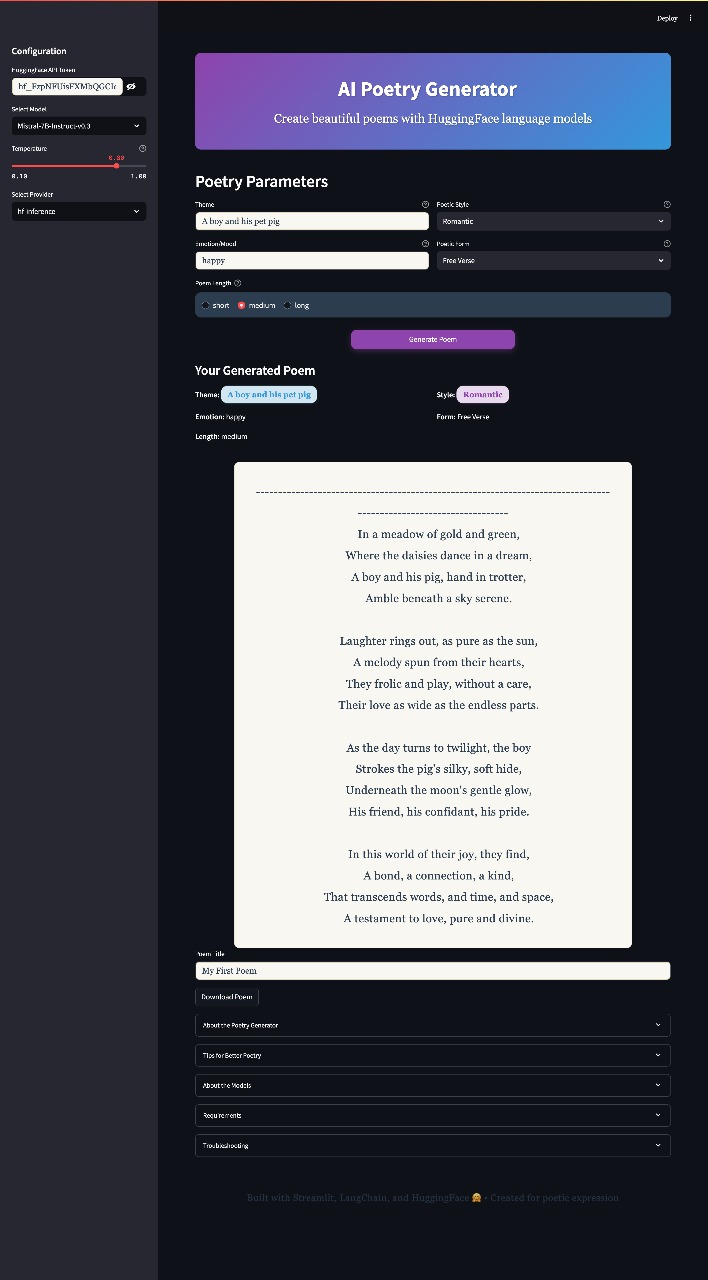 Deploy
Configuration
HuggingFace API Token
Select Model
Mistral-7B-Instruct-v0.3
Temperature
0.80
0.10
1.00
Select Provider
hf-inference
AI Poetry Generator
Create beautiful poems with HuggingFace language models
Poetry Parameters
Theme
Poetic Style
A boy and his pet pig
Romantic
Emotion/Mood
Poetic Form
happy
Free Verse
Poem Length
short medium long
Generate Poem
Your Generated Poem
Theme: A boy and his pet pig
Style: Romantic
Emotion: happy
Form: Free Verse
Length: medium
In a meadow of gold and green,
Where the daisies dance in a dream,
A boy and his pig, hand in trotter,
Amble beneath a sky serene.
Laughter rings out, as pure as the sun,
A melody spun from their hearts,
They frolic and play, without a care,
Their love as wide as the endless parts.
As the day turns to twilight, the boy
Strokes the pig's silky, soft hide,
Underneath the moon's gentle glow,
His friend, his confidant, his pride.
In this world of their joy, they find,
A bond, a connection, a kind,
That transcends words, and time, and space,
A testament to love, pure and divine.
Poem Title
My First Poem
Download Poem
About the Poetry Generator
Tips for Better Poetry
About the Models
Requirements
Troubleshooting
Built with Streamlit, LangChain, and HuggingFace 🤗 • Created for poetic expression